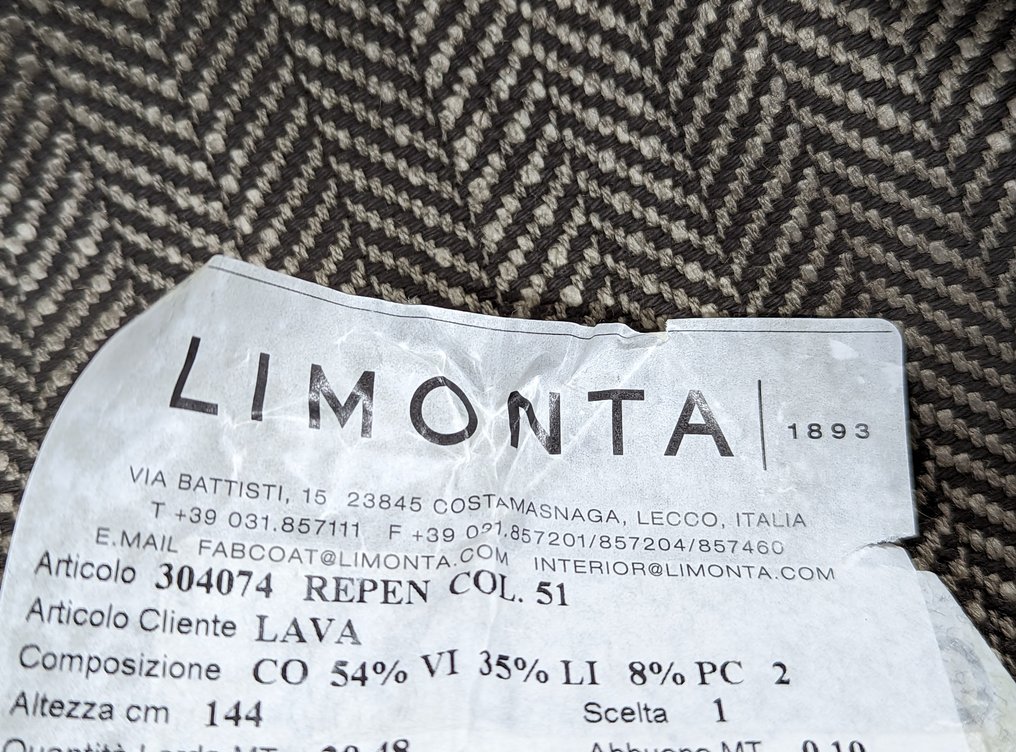 LIMONTA | 1893
VIA BATTISTI, 15 23845 COSTAMASNAGA, LECCO, ITALIA
T +39 031.857111 F +39 031.857201/857204/857460
E.MAIL FABCOAT@LIMONTA.COM INTERIOR@LIMONTA.COM
Articolo 304074 REPEN COL. 51
Articolo Cliente LAVA
Composizione CO 54% VI 35% LI 8% PC 2
Altezza cm 144 Scelta 1